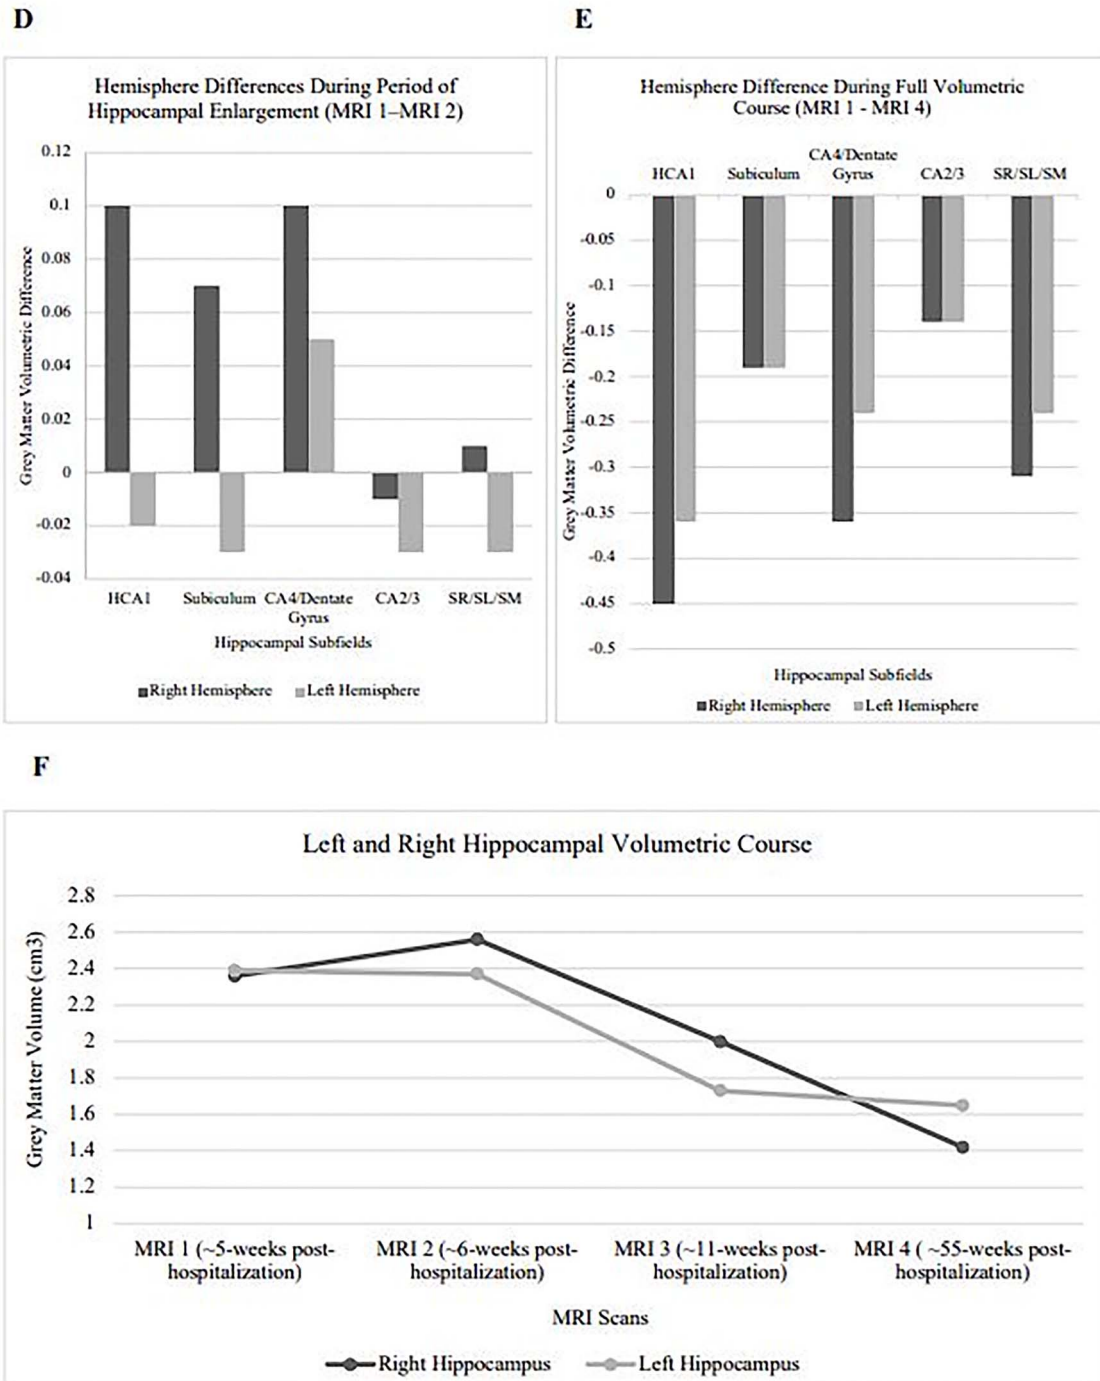 D
Hemisphere Differences During Period of
Hippocampal Enlargement (MRI 1–MRI 2)
0.12
0.1
0.08
0.06
0.04
0.02
0
-0.02
-0.04
Grey Matter Volumetric Difference
HCA1 Subiculum CA4/Dentate CA2/3 SR/SL/SM
Gyrus
Hippocampal Subfields
Right Hemisphere Left Hemisphere
E
Hemisphere Difference During Full Volumetric
Course (MRI 1 - MRI 4)
CA4/Dentate
HCA1 Subiculum Gyrus CA2/3 SR/SL/SM
0
-0.05
-0.1
-0.15
-0.2
-0.25
-0.3
-0.35
-0.4
-0.45
-0.5
Grey Matter Volumetric Difference
Hippocampal Subfields
Right Hemisphere Left Hemisphere
F
Left and Right Hippocampal Volumetric Course
2.8
2.6
2.4
2.2
2
1.8
1.6
1.4
1.2
1
Grey Matter Volume (cm3)
MRI 1 (~5-weeks post- MRI 2 (~6-weeks post- MRI 3 (~11-weeks post- MRI 4 ( ~55-weeks post-
hospitalization) hospitalization) hospitalization) hospitalization)
MRI Scans
Right Hippocampus Left Hippocampus